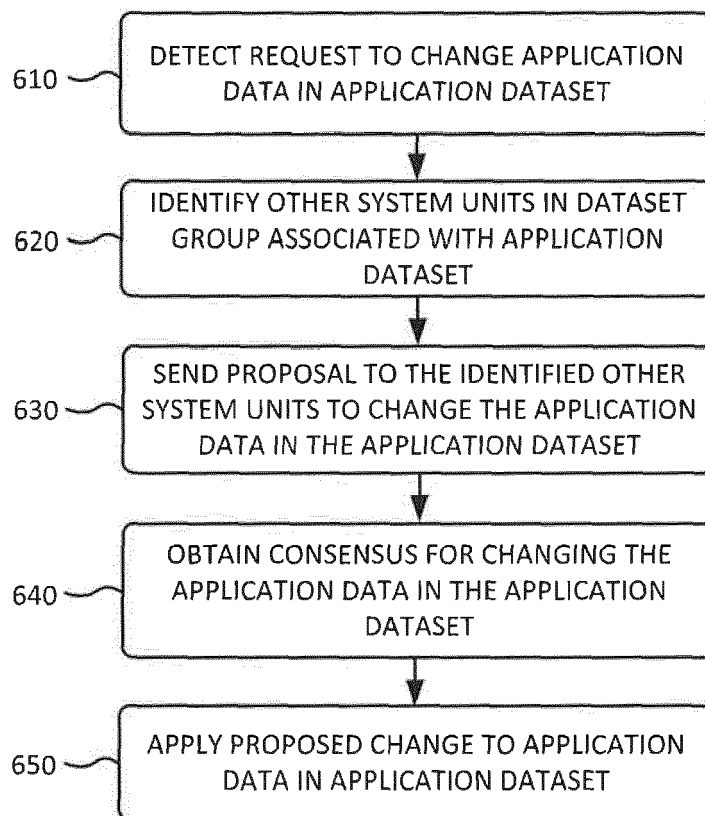 610
DETECT REQUEST TO CHANGE APPLICATION
DATA IN APPLICATION DATASET
620
IDENTIFY OTHER SYSTEM UNITS IN DATASET
GROUP ASSOCIATED WITH APPLICATION
DATASET
630
SEND PROPOSAL TO THE IDENTIFIED OTHER
SYSTEM UNITS TO CHANGE THE APPLICATION
DATA IN THE APPLICATION DATASET
640
OBTAIN CONSENSUS FOR CHANGING THE
APPLICATION DATA IN THE APPLICATION
DATASET
650
APPLY PROPOSED CHANGE TO APPLICATION
DATA IN APPLICATION DATASET